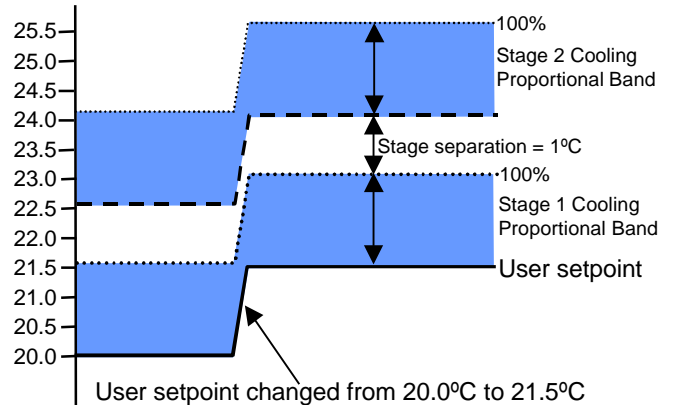 25.5
25.0
24.5
24.0
23.5
23.0
22.5
22.0
21.5
21.0
20.5
20.0
100%
Stage 2 Cooling
Proportional Band
Stage separation = 1ºC
100%
Stage 1 Cooling
Proportional Band
User setpoint
User setpoint changed from 20.0ºC to 21.5ºC